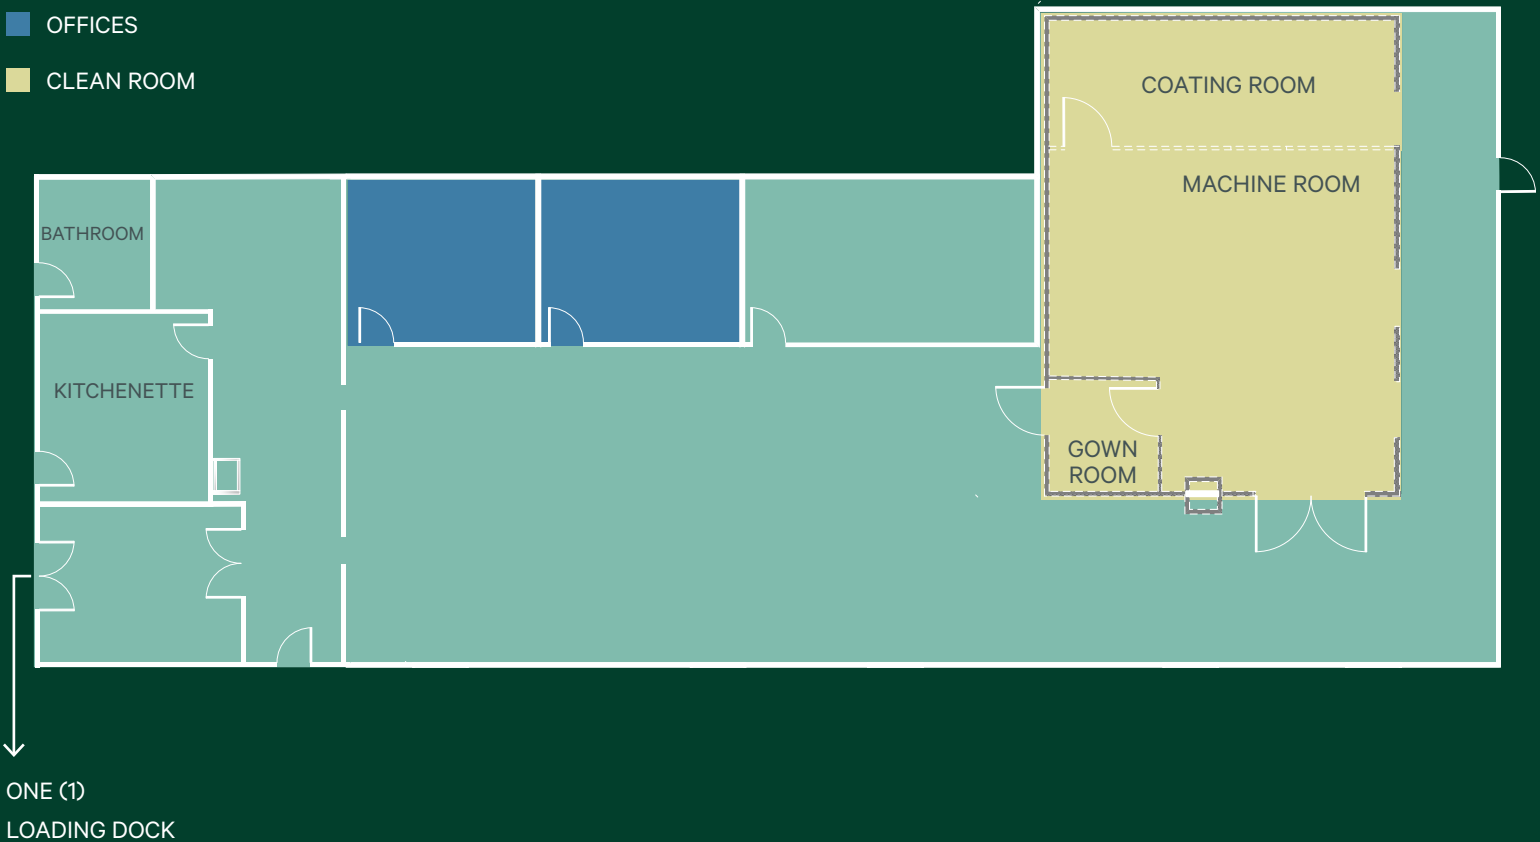 OFFICES
CLEAN ROOM
COATING ROOM
MACHINE ROOM
BATHROOM
KITCHENETTE
GOWN
ROOM
ONE (1)
LOADING DOCK